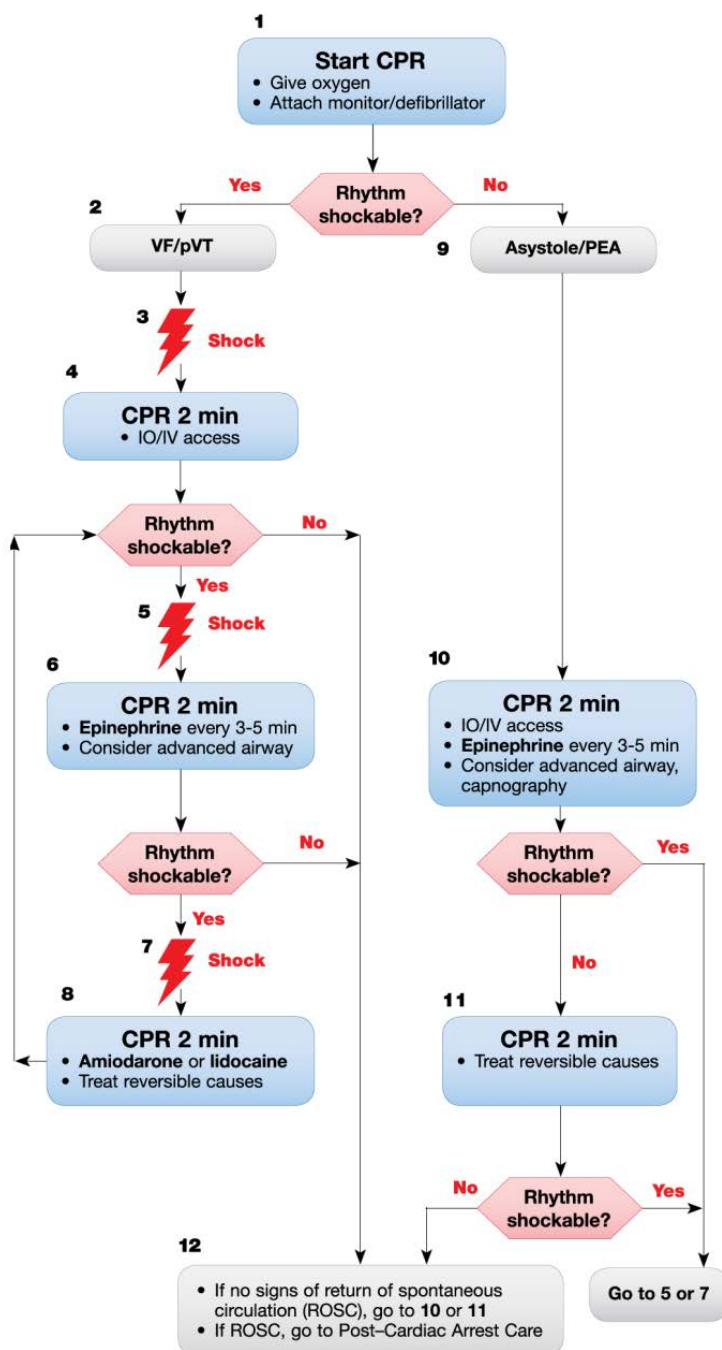 1
Start CPR
• Give oxygen
• Attach monitor/defibrillator
Rhythm
shockable?
Yes
No
2
VF/pVT
9
Asystole/PEA
3
Shock
4
CPR 2 min
• IO/IV access
Rhythm
shockable?
No
Yes
5
Shock
6
CPR 2 min
• Epinephrine every 3-5 min
• Consider advanced airway
Rhythm
shockable?
No
Yes
7
Shock
8
CPR 2 min
• Amiodarone or lidocaine
• Treat reversible causes
10
CPR 2 min
• IO/IV access
• Epinephrine every 3-5 min
• Consider advanced airway,
capnography
Rhythm
shockable?
Yes
No
11
CPR 2 min
• Treat reversible causes
Rhythm
shockable?
No
Yes
12
• If no signs of return of spontaneous
circulation (ROSC), go to 10 or 11
• If ROSC, go to Post–Cardiac Arrest Care
Go to 5 or 7